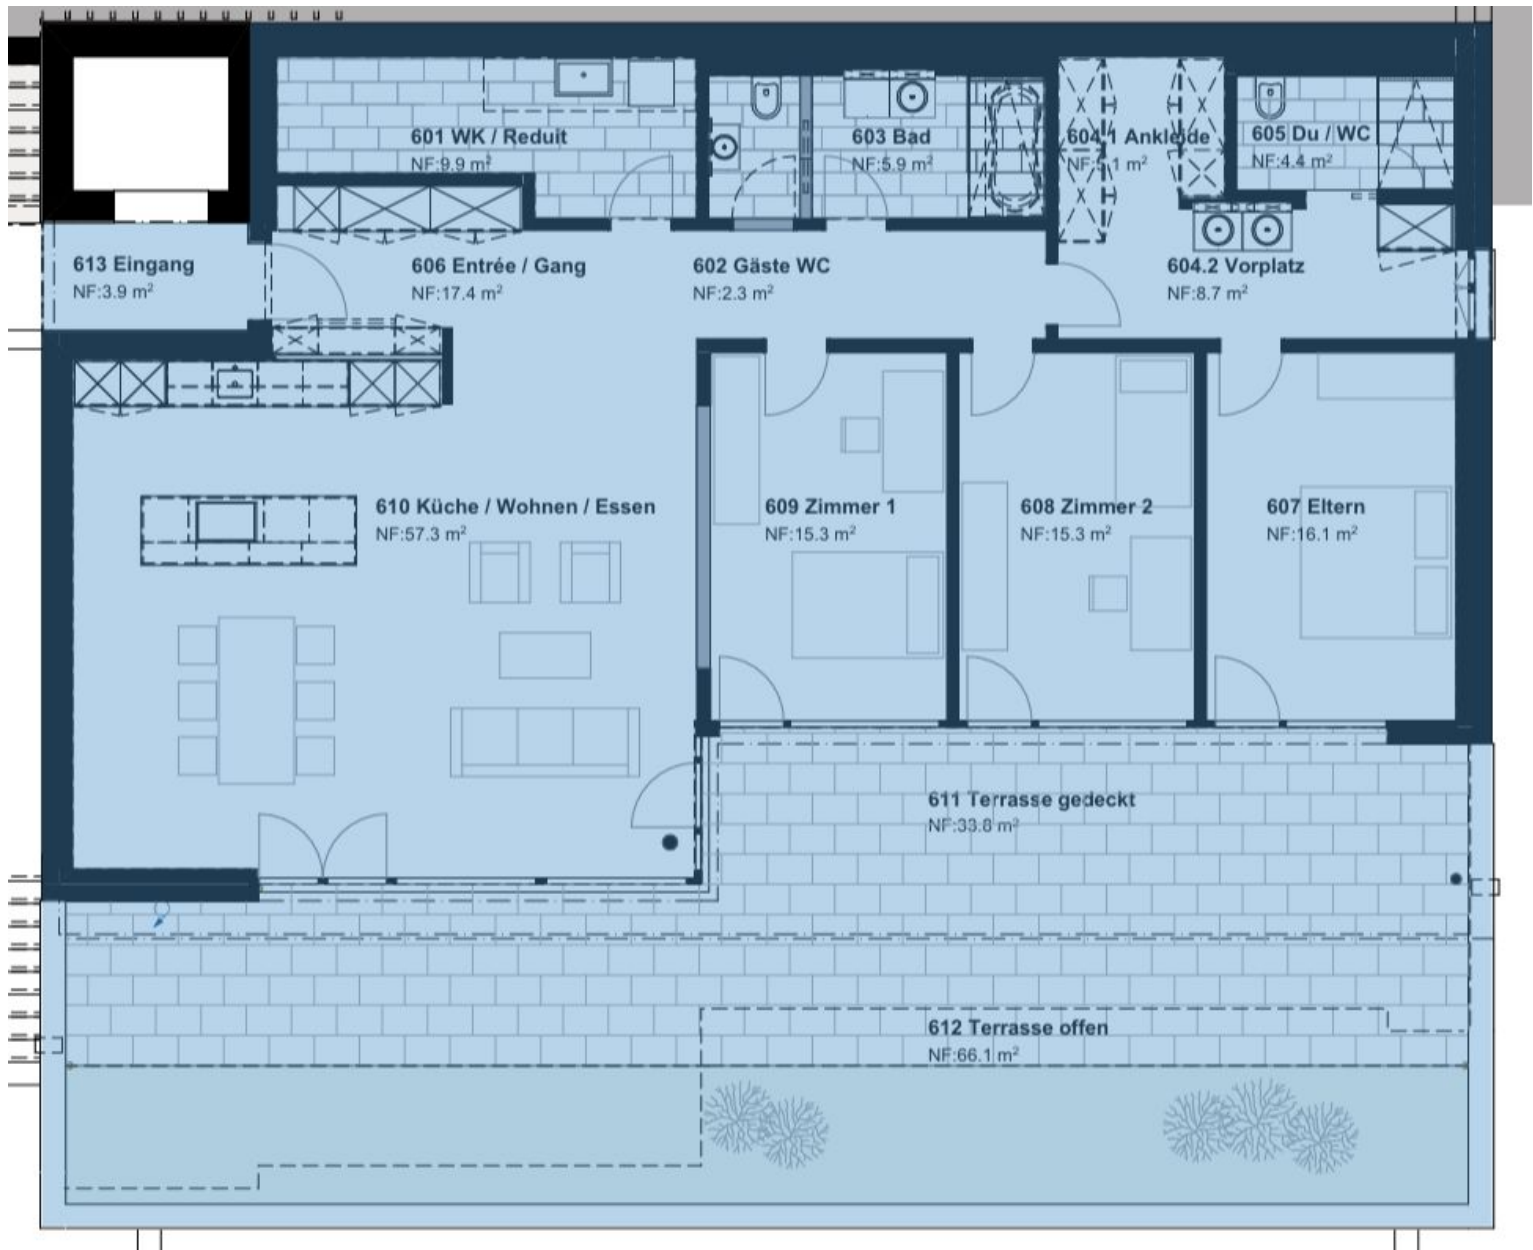 601 WK / Reduit
NF:9.9 m²
603 Bad
NF:5.9 m²
604.1 Ankleide
NF:5.1 m²
605 Du / WC
NF:4.4 m²
613 Eingang
NF:3.9 m²
606 Entrée / Gang
NF:17.4 m²
602 Gäste WC
NF:2.3 m²
604.2 Vorplatz
NF:8.7 m²
610 Küche / Wohnen / Essen
NF:57.3 m²
609 Zimmer 1
NF:15.3 m²
608 Zimmer 2
NF:15.3 m²
607 Eltern
NF:16.1 m²
611 Terrasse gedeckt
NF:33.8 m²
612 Terrasse offen
NF:66.1 m²